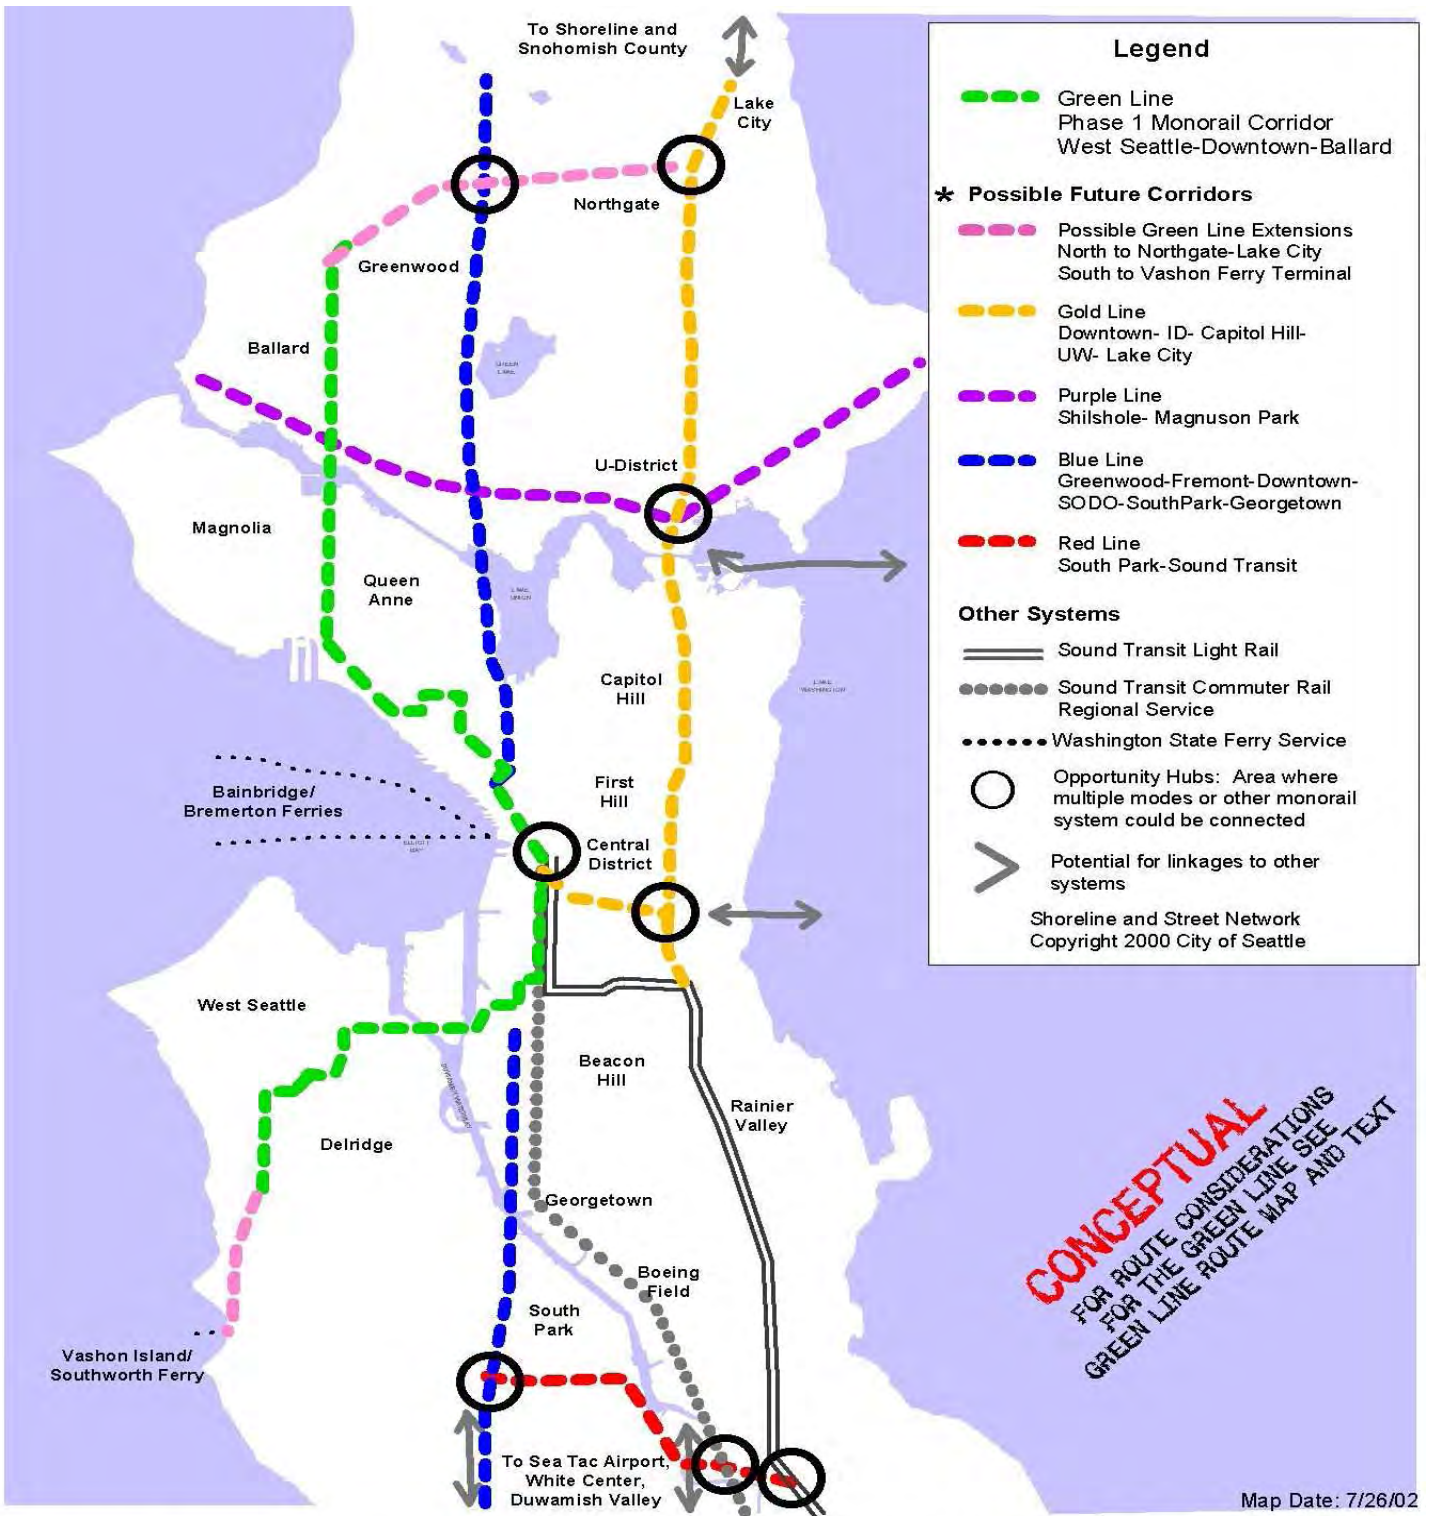 To Shoreline and
Snohomish County
Lake
City
Northgate
Greenwood
Ballard
GREEN
LAKE
U-District
Magnolia
Queen
Anne
LAKE
UNION
Capitol
Hill
LAKE
WASHINGTON
First
Hill
Bainbridge/
Bremerton Ferries
ELLIOTT
BAY
Central
District
West Seattle
Beacon
Hill
Rainier
Valley
Delridge
Georgetown
Boeing
Field
South
Park
Vashon Island/
Southworth Ferry
To Sea Tac Airport,
White Center,
Duwamish Valley
Legend
Green Line
Phase 1 Monorail Corridor
West Seattle-Downtown-Ballard
* Possible Future Corridors
Possible Green Line Extensions
North to Northgate-Lake City
South to Vashon Ferry Terminal
Gold Line
Downtown- ID- Capitol Hill-
UW- Lake City
Purple Line
Shilshole- Magnuson Park
Blue Line
Greenwood-Fremont-Downtown-
SODO-SouthPark-Georgetown
Red Line
South Park-Sound Transit
Other Systems
Sound Transit Light Rail
Sound Transit Commuter Rail
Regional Service
Washington State Ferry Service
Opportunity Hubs: Area where
multiple modes or other monorail
system could be connected
Potential for linkages to other
systems
Shoreline and Street Network
Copyright 2000 City of Seattle
CONCEPTUAL
FOR ROUTE CONSIDERATIONS
FOR THE GREEN LINE SEE
GREEN LINE ROUTE MAP AND TEXT
Map Date: 7/26/02